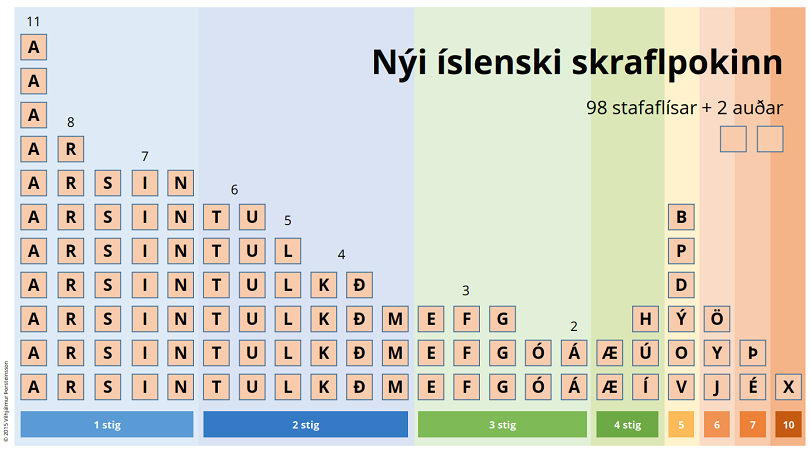 Nýi íslenski skraflpokinn
98 stafaflísar + 2 auðar
11
A
A
A
8
A R
7
A R S I N
6
A R S I N T U B
5
A R S I N T U L P
4
A R S I N T U L K Ð D
3
A R S I N T U L K Ð M E F G H Ý Ö
2
A R S I N T U L K Ð M E F G Ó Á Æ Ú O Y Þ
A R S I N T U L K Ð M E F G Ó Á Æ Í V J É X
1 stig 2 stig 3 stig 4 stig 5 6 7 10
© 2015 Vilhjálmur Þorsteinsson